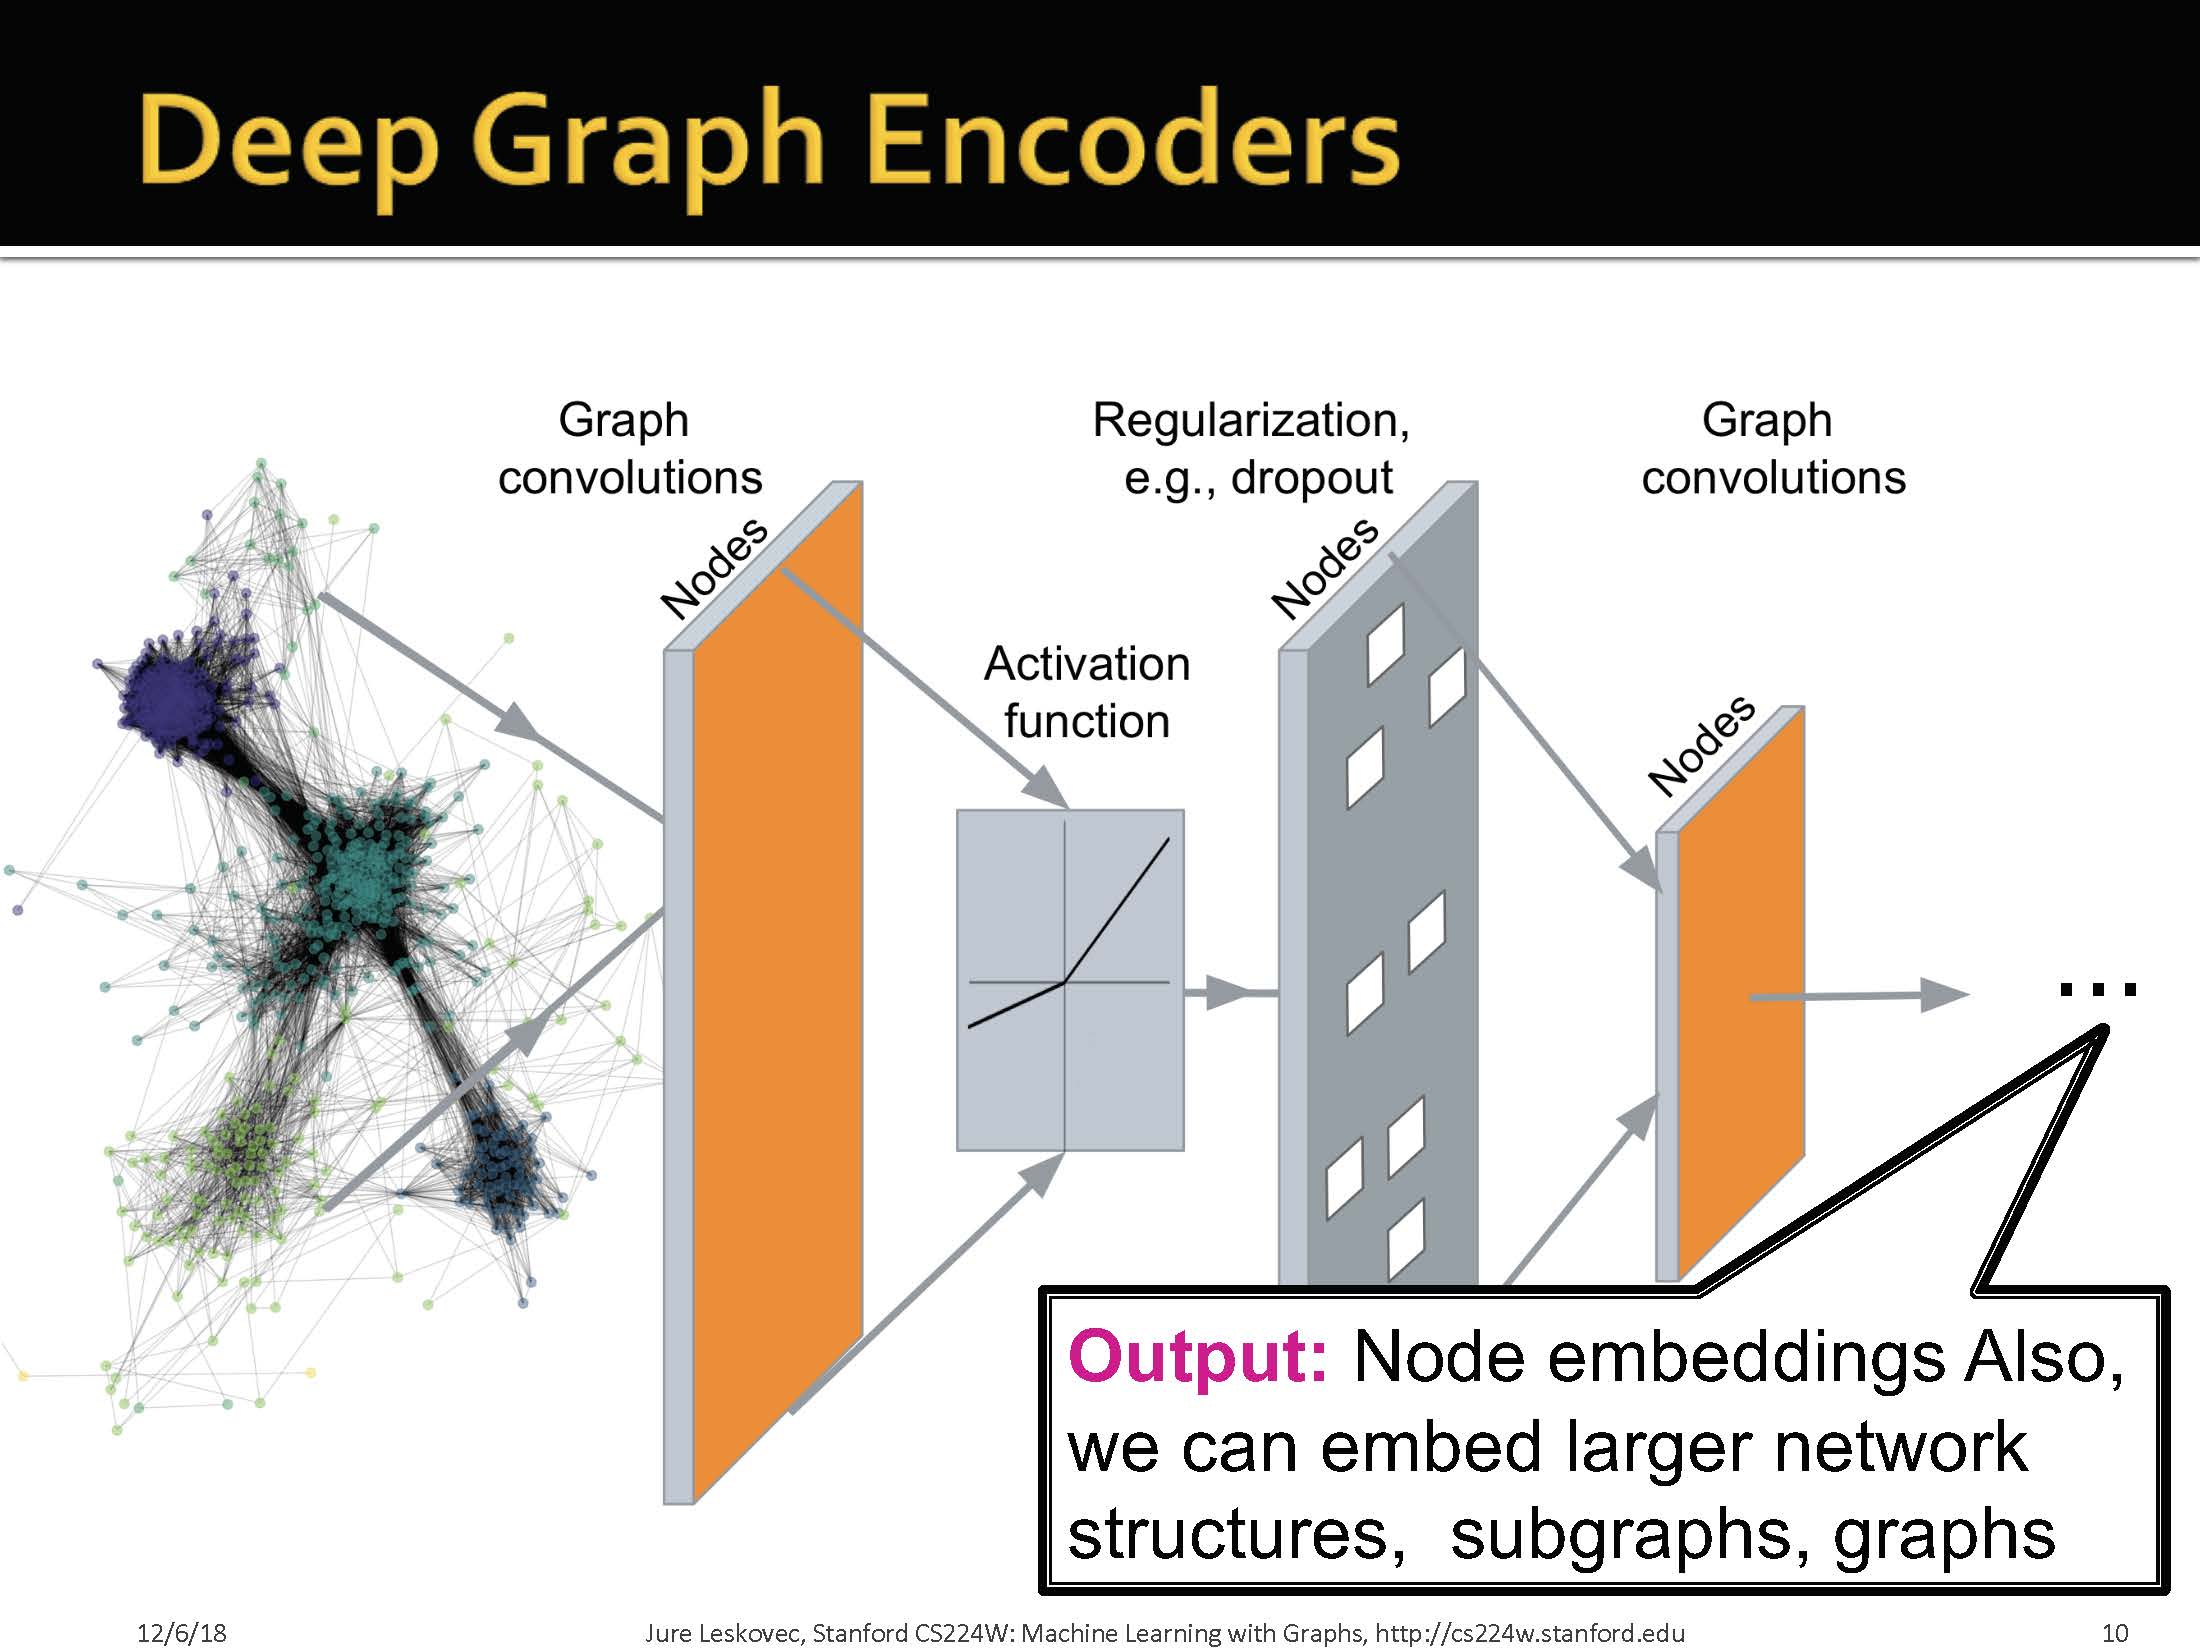 Deep Graph Encoders
Graph
convolutions
Regularization,
e.g., dropout
Graph
convolutions
Nodes
Nodes
Activation
function
Nodes
...
Output: Node embeddings Also,
we can embed larger network
structures,  subgraphs, graphs
12/6/18
Jure Leskovec, Stanford CS224W: Machine Learning with Graphs, http://cs224w.stanford.edu
10